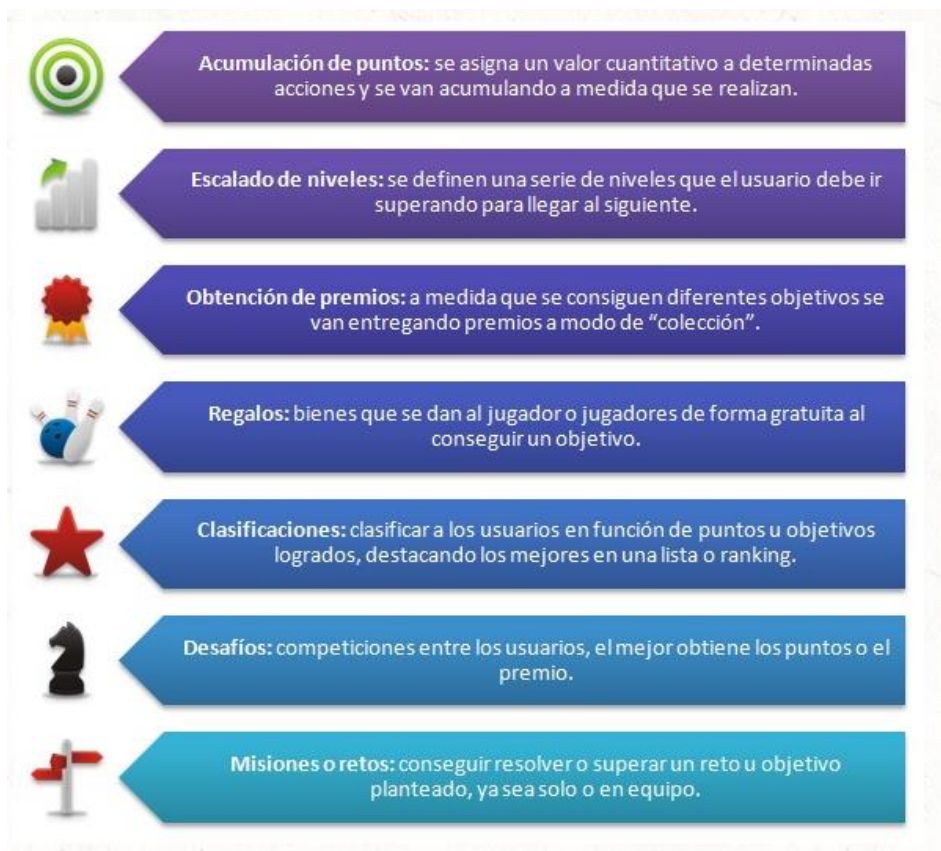 Acumulación de puntos: se asigna un valor cuantitativo a determinadas
acciones y se van acumulando a medida que se realizan.
Escalado de niveles: se definen una serie de niveles que el usuario debe ir
superando para llegar al siguiente.
Obtención de premios: a medida que se consiguen diferentes objetivos se
van entregando premios a modo de “colección”.
Regalos: bienes que se dan al jugador o jugadores de forma gratuita al
conseguir un objetivo.
Clasificaciones: clasificar a los usuarios en función de puntos u objetivos
logrados, destacando los mejores en una lista o ranking.
Desafíos: competiciones entre los usuarios, el mejor obtiene los puntos o el
premio.
Misiones o retos: conseguir resolver o superar un reto u objetivo
planteado, ya sea solo o en equipo.